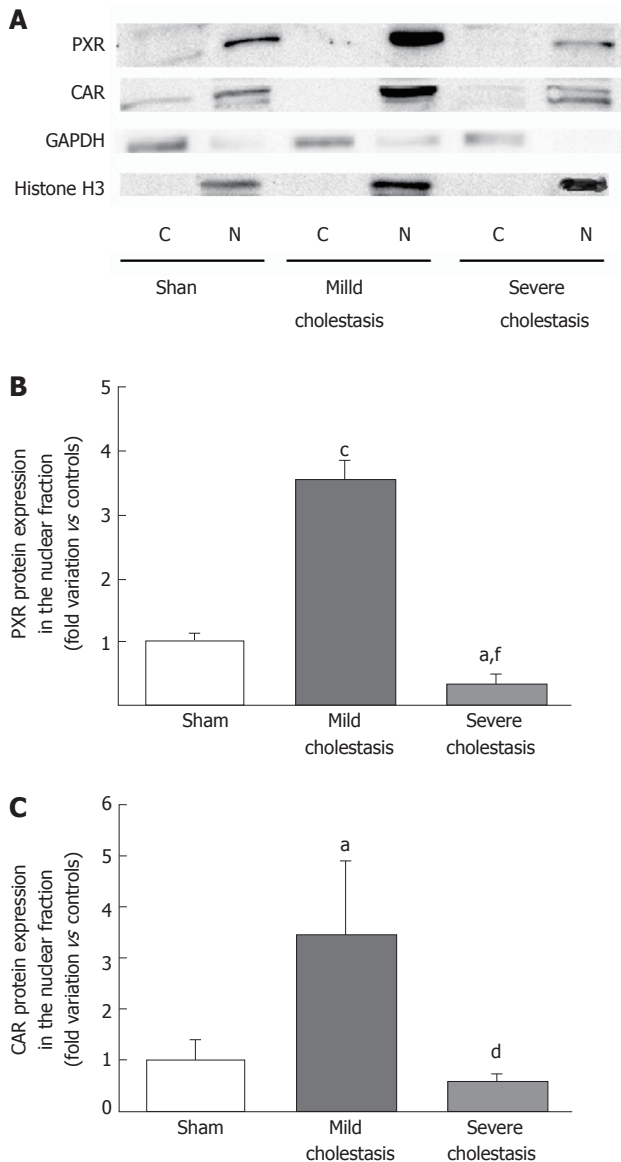 A
PXR
CAR
GAPDH
Histone H3
C N C N C N
Shan Milld cholestasis Severe cholestasis
B
PXR protein expression
in the nuclear fraction
(fold variation vs controls)
5
4
3
2
1
c
a,f
Sham Mild cholestasis Severe cholestasis
C
CAR protein expression
in the nuclear fraction
(fold variation vs controls)
6
5
4
3
2
1
0
a
d
Sham Mild cholestasis Severe cholestasis